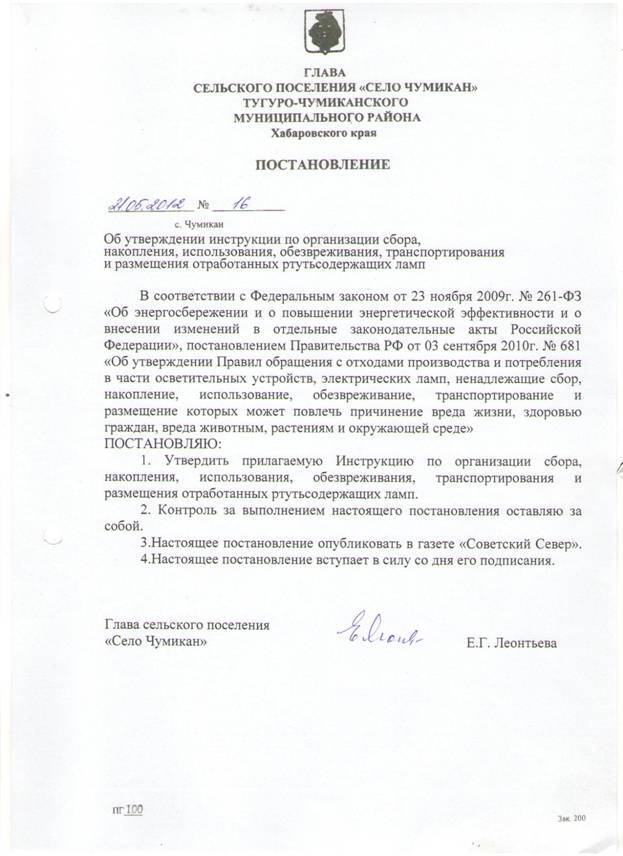 ГЛАВА
СЕЛЬСКОГО ПОСЕЛЕНИЯ «СЕЛО ЧУМИКАН»
ТУГУРО-ЧУМИКАНСКОГО
МУНИЦИПАЛЬНОГО РАЙОНА
Хабаровского края
ПОСТАНОВЛЕНИЕ
21.05.2012 № 16
с. Чумикан
Об утверждении инструкции по организации сбора,
накопления, использования, обезвреживания, транспортирования
и размещения отработанных ртутьсодержащих ламп
В соответствии с Федеральным законом от 23 ноября 2009г. № 261-ФЗ
«Об энергосбережении и о повышении энергетической эффективности и о
внесении изменений в отдельные законодательные акты Российской
Федерации», постановлением Правительства РФ от 03 сентября 2010г. № 681
«Об утверждении Правил обращения с отходами производства и потребления
в части осветительных устройств, электрических ламп, ненадлежащие сбор,
накопление, использование, обезвреживание, транспортирование и
размещение которых может повлечь причинение вреда жизни, здоровью
граждан, вреда животным, растениям и окружающей среде»
ПОСТАНОВЛЯЮ:
1. Утвердить прилагаемую Инструкцию по организации сбора,
накопления, использования, обезвреживания, транспортирования и
размещения отработанных ртутьсодержащих ламп.
2. Контроль за выполнением настоящего постановления оставляю за
собой.
3.Настоящее постановление опубликовать в газете «Советский Север».
4.Настоящее постановление вступает в силу со дня его подписания.
Глава сельского поселения
«Село Чумикан» Е.Г. Леонтьева
ПГ 100
Зак. 200